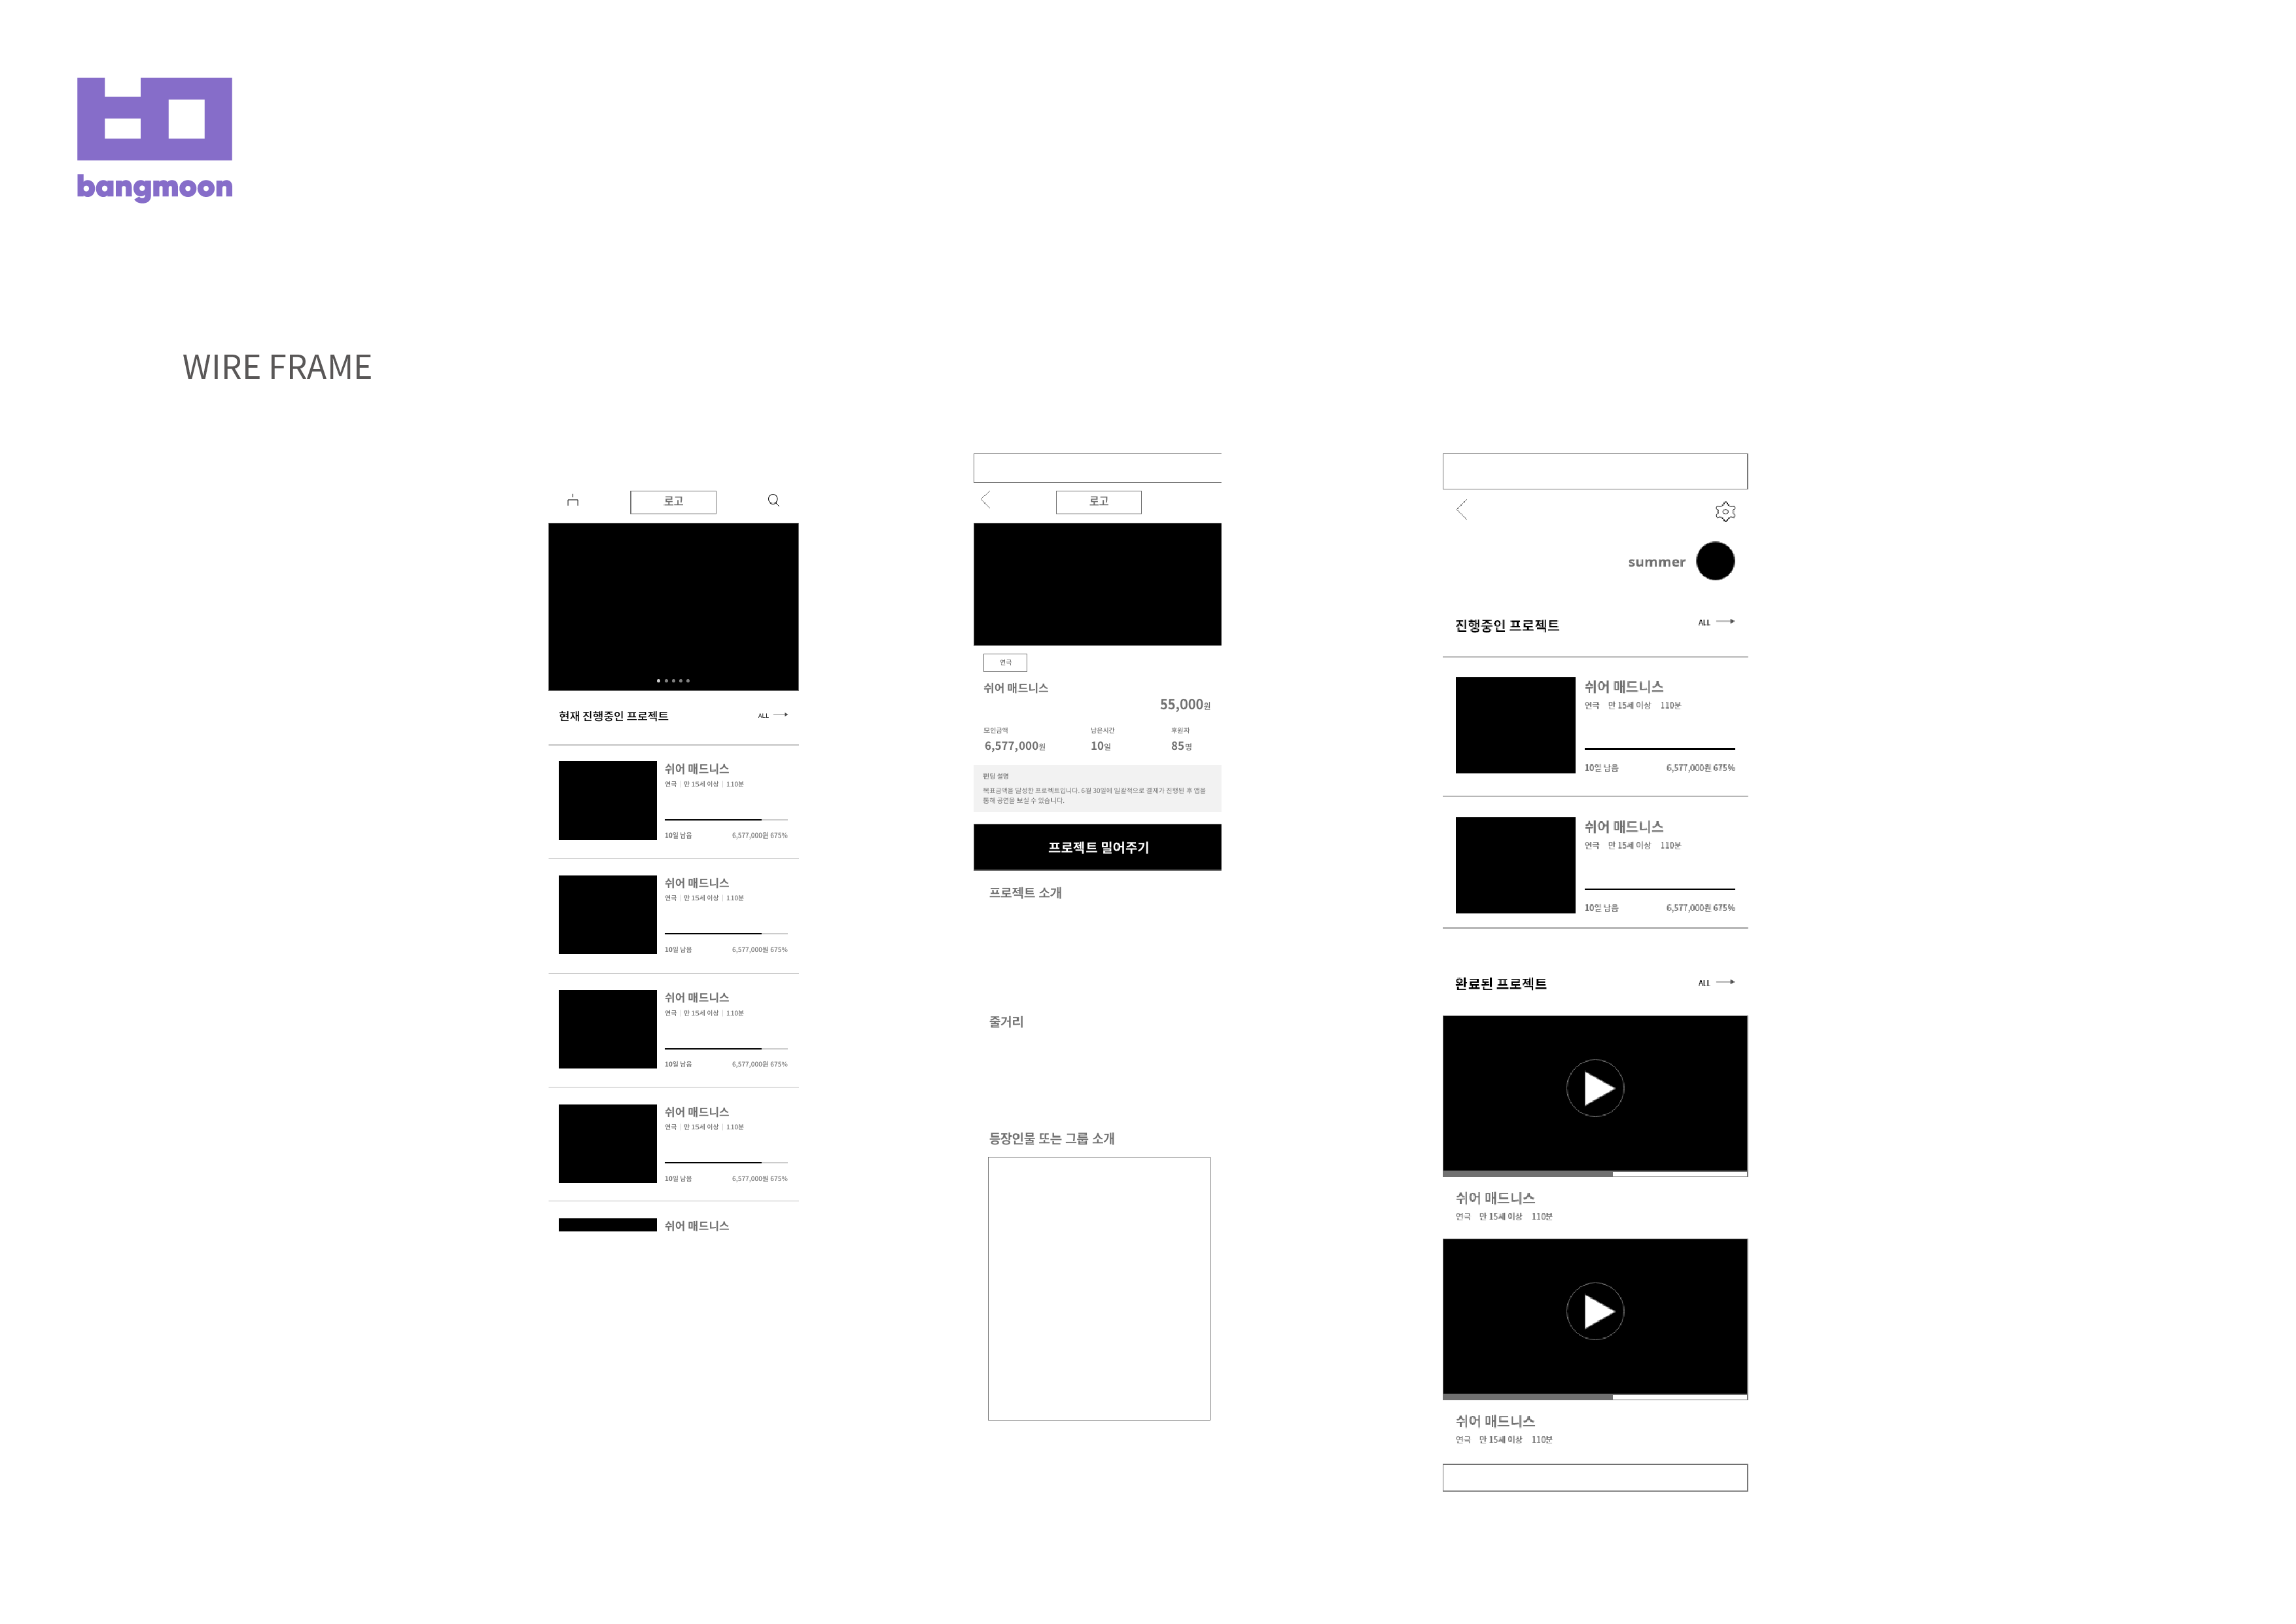 bangmoon
WIRE FRAME
로고
현재 진행중인 프로젝트
ALL
쉬어 매드니스
연극 | 만 15세 이상 | 110분
10일 남음 6,577,000원 675%
쉬어 매드니스
연극 | 만 15세 이상 | 110분
10일 남음 6,577,000원 675%
쉬어 매드니스
연극 | 만 15세 이상 | 110분
10일 남음 6,577,000원 675%
쉬어 매드니스
연극 | 만 15세 이상 | 110분
10일 남음 6,577,000원 675%
쉬어 매드니스
로고
연극
쉬어 매드니스
55,000원
모인금액 남은시간 후원자
6,577,000원 10일 85명
펀딩 설명
목표금액을 달성한 프로젝트입니다. 6월 30일에 일괄적으로 결제가 진행된 후 앱을
통해 공연을 보실 수 있습니다.
프로젝트 밀어주기
프로젝트 소개
줄거리
등장인물 또는 그룹 소개
summer
진행중인 프로젝트
ALL
쉬어 매드니스
연극 만 15세 이상 110분
10일 남음 6,577,000원 675%
쉬어 매드니스
연극 만 15세 이상 110분
10일 남음 6,577,000원 675%
완료된 프로젝트
ALL
쉬어 매드니스
연극 만 15세 이상 110분
쉬어 매드니스
연극 만 15세 이상 110분